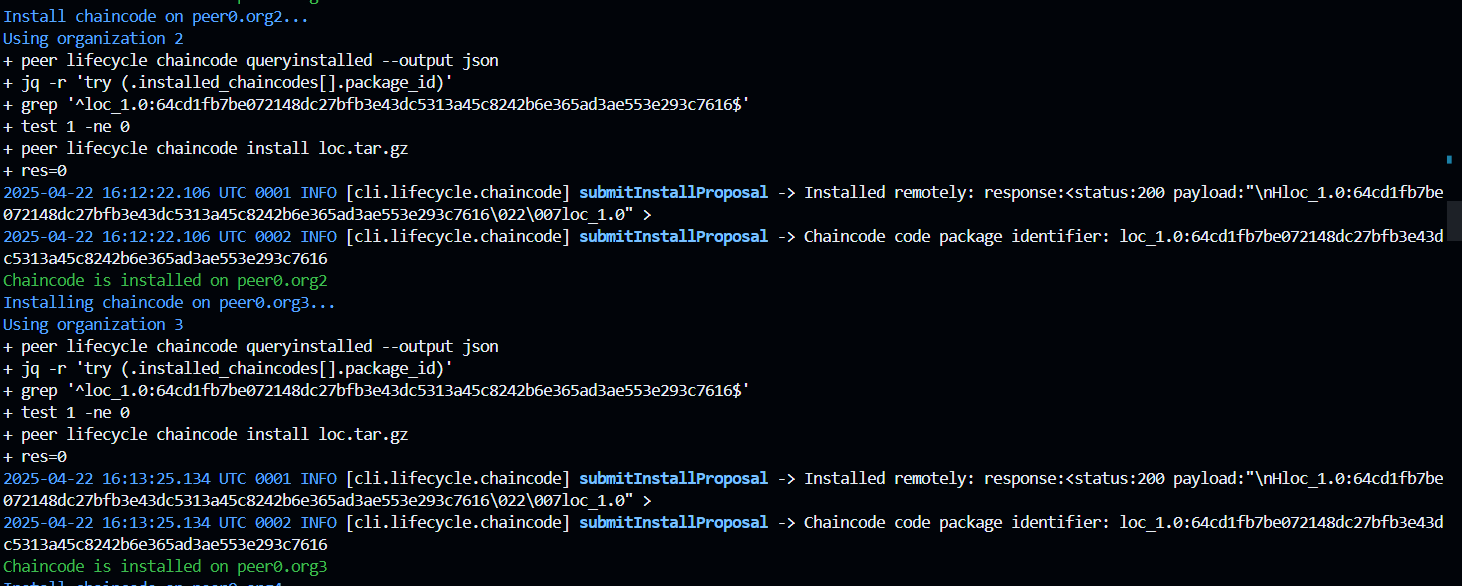 Install chaincode on peer0.org2...
Using organization 2
+ peer lifecycle chaincode queryinstalled --output json
+ jq -r 'try (.installed_chaincodes[].package_id)'
+ grep '^loc_1.0:64cd1fb7be072148dc27bfb3e43dc5313a45c8242b6e365ad3ae553e293c7616$'
+ test 1 -ne 0
+ peer lifecycle chaincode install loc.tar.gz
+ res=0
2025-04-22 16:12:22.106 UTC 0001 INFO [cli.lifecycle.chaincode] submitInstallProposal -> Installed remotely: response:<status:200 payload:"\nHloc_1.0:64cd1fb7be
072148dc27bfb3e43dc5313a45c8242b6e365ad3ae553e293c7616\022\007loc_1.0" >
2025-04-22 16:12:22.106 UTC 0002 INFO [cli.lifecycle.chaincode] submitInstallProposal -> Chaincode code package identifier: loc_1.0:64cd1fb7be072148dc27bfb3e43d
c5313a45c8242b6e365ad3ae553e293c7616
Chaincode is installed on peer0.org2
Installing chaincode on peer0.org3...
Using organization 3
+ peer lifecycle chaincode queryinstalled --output json
+ jq -r 'try (.installed_chaincodes[].package_id)'
+ grep '^loc_1.0:64cd1fb7be072148dc27bfb3e43dc5313a45c8242b6e365ad3ae553e293c7616$'
+ test 1 -ne 0
+ peer lifecycle chaincode install loc.tar.gz
+ res=0
2025-04-22 16:13:25.134 UTC 0001 INFO [cli.lifecycle.chaincode] submitInstallProposal -> Installed remotely: response:<status:200 payload:"\nHloc_1.0:64cd1fb7be
072148dc27bfb3e43dc5313a45c8242b6e365ad3ae553e293c7616\022\007loc_1.0" >
2025-04-22 16:13:25.134 UTC 0002 INFO [cli.lifecycle.chaincode] submitInstallProposal -> Chaincode code package identifier: loc_1.0:64cd1fb7be072148dc27bfb3e43d
c5313a45c8242b6e365ad3ae553e293c7616
Chaincode is installed on peer0.org3